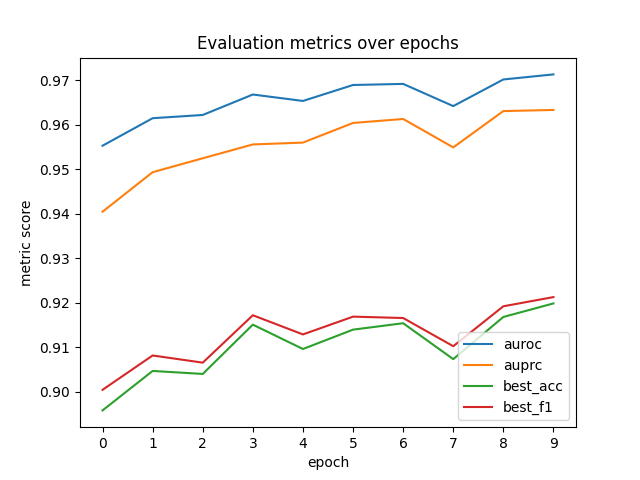 Evaluation metrics over epochs
metric score
0.97
0.96
0.95
0.94
0.93
0.92
0.91
0.90
auroc
auprc
best_acc
best_f1
0 1 2 3 4 5 6 7 8 9
epoch